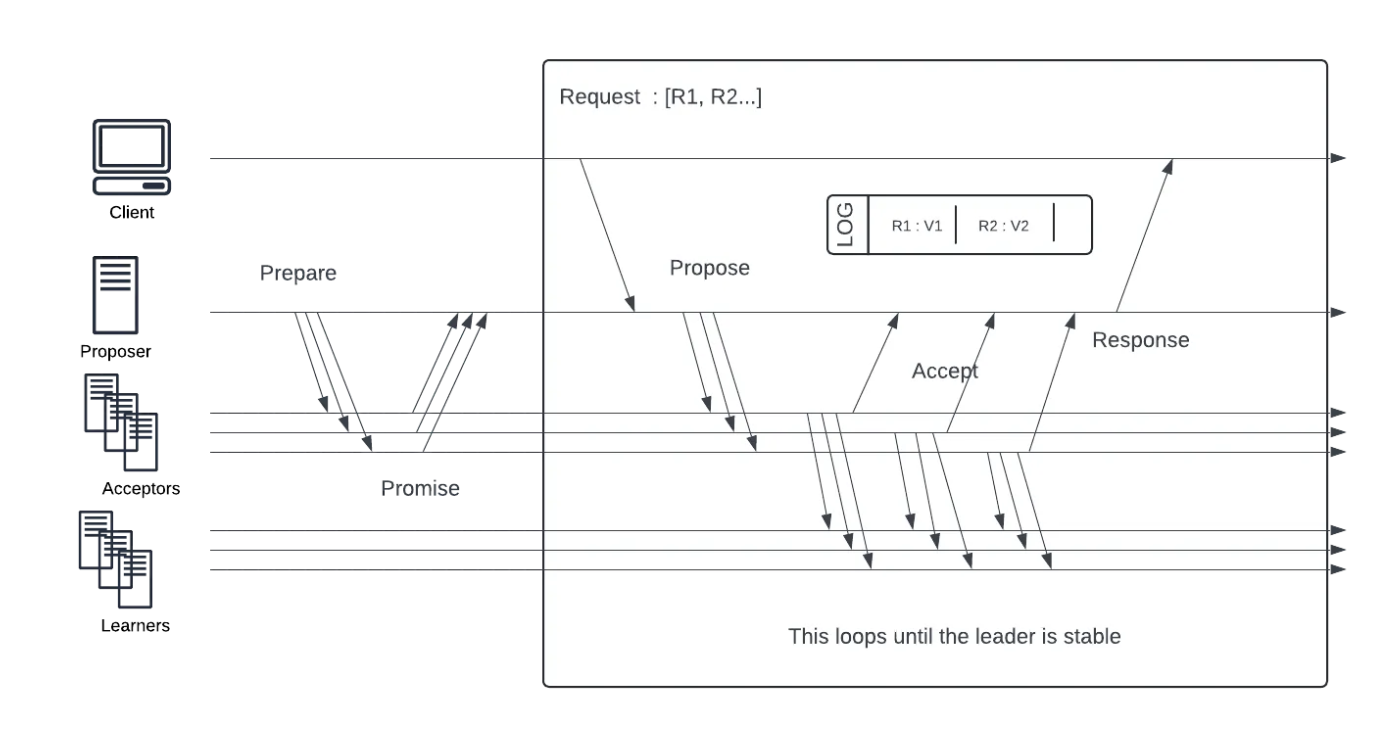 Request : [R1, R2...]
Client
LOG
R1 : V1
R2 : V2
Prepare
Propose
Proposer
Response
Accept
Acceptors
Promise
Learners
This loops until the leader is stable